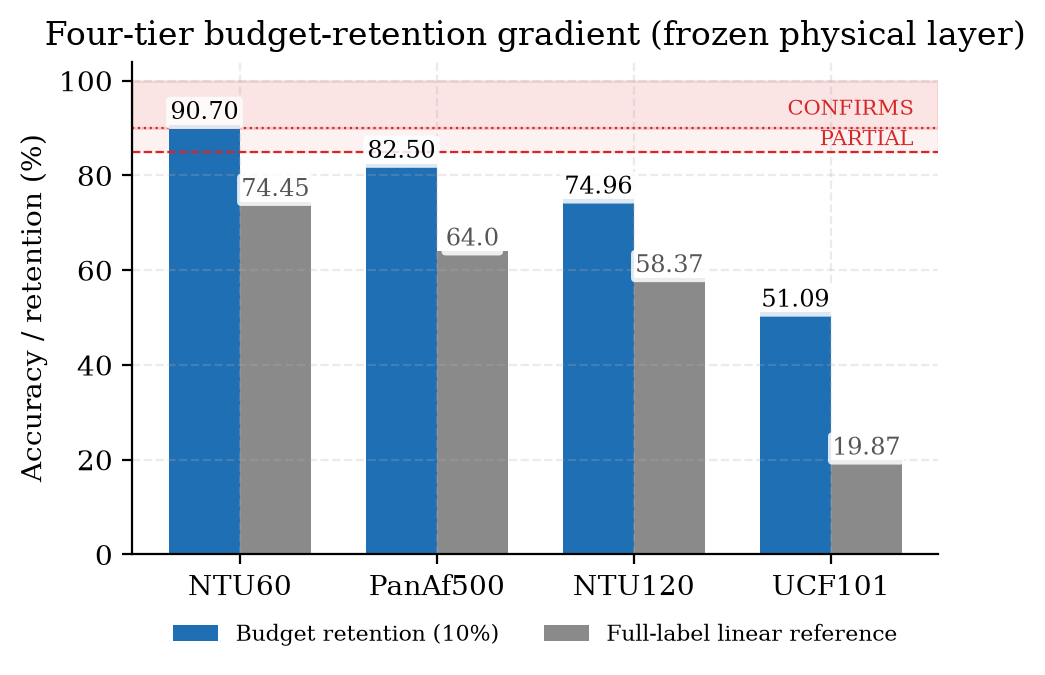 Four-tier budget-retention gradient (frozen physical layer)
Accuracy / retention (%)
100
80
60
40
20
0
CONFIRMS
PARTIAL
90.70
74.45
82.50
64.0
74.96
58.37
51.09
19.87
NTU60
PanAf500
NTU120
UCF101
Budget retention (10%)
Full-label linear reference